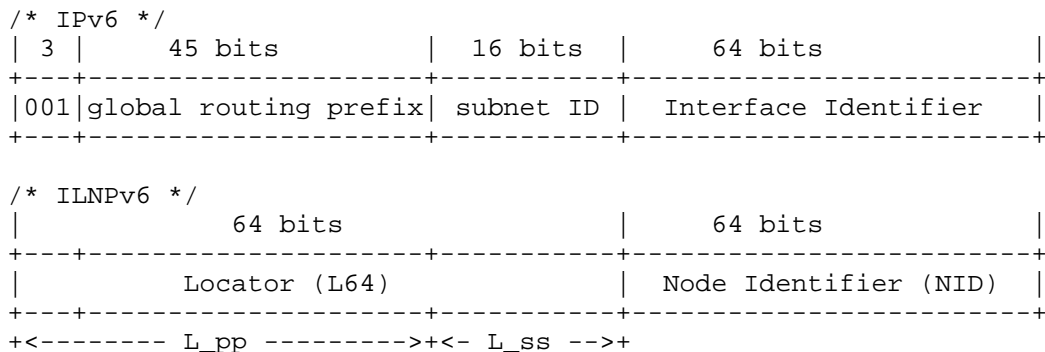 /* IPv6 */
| 3 |     45 bits         |  16 bits  |       64 bits           |
+---+---------------------+-----------+-------------------------+
|001|global routing prefix| subnet ID |  Interface Identifier   |
+---+---------------------+-----------+-------------------------+
/* ILNPv6 */
|             64 bits                 |       64 bits           |
+---+---------------------+-----------+-------------------------+
|          Locator (L64)              |  Node Identifier (NID)  |
+---+---------------------+-----------+-------------------------+
+<-------- L_pp --------->+<- L_ss -->+